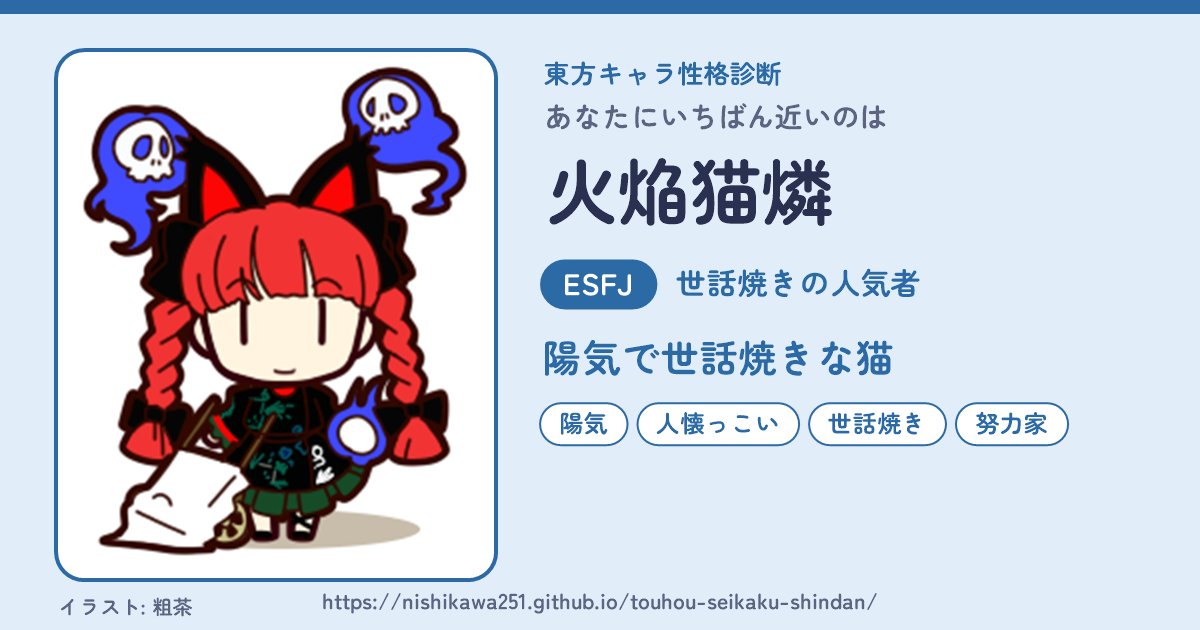 東方キャラ性格診断
あなたにいちばん近いのは
火焔猫燐
ESFJ 世話焼きの人気者
陽気で世話焼きな猫
陽気 人懐っこい 世話焼き 努力家
イラスト: 粗茶
https://nishikawa251.github.io/touhou-seikaku-shindan/